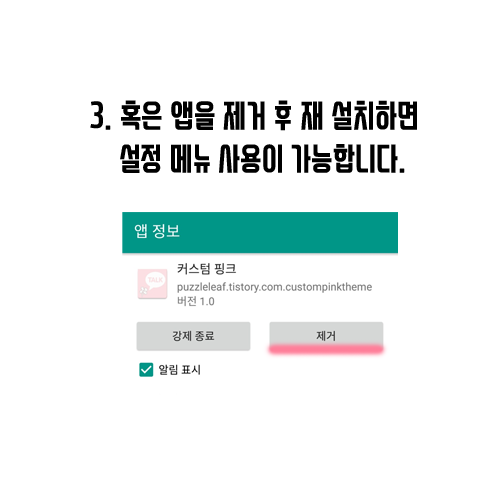 3. 혹은 앱을 제거 후 재 설치하면
설정 메뉴 사용이 가능합니다.
앱 정보
TALK
커스텀 핑크
puzzleleaf.tistory.com.custompinktheme
버전 1.0
강제 종료
제거
알림 표시